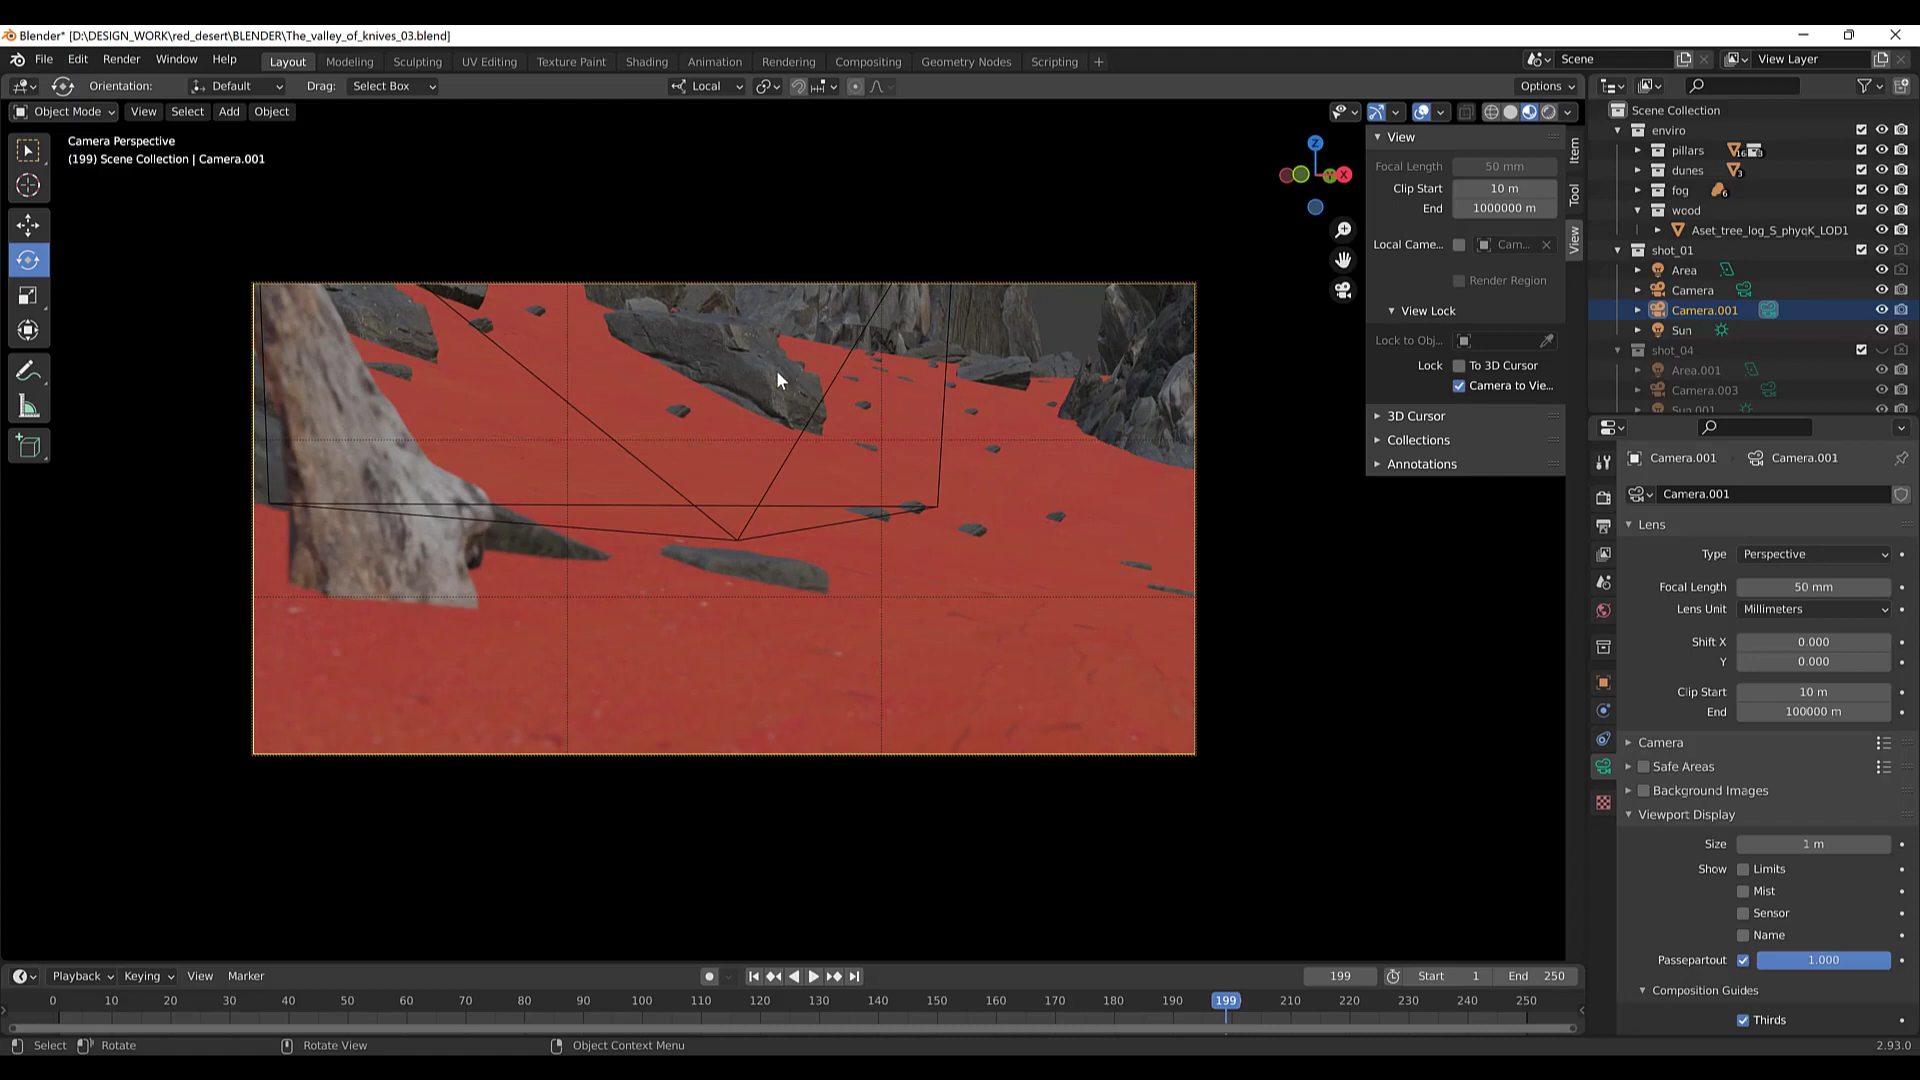 Blender* [D:\DESIGN_WORK\red_desert\BLENDER\The_valley_of_knives_03.blend]
File Edit Render Window Help Layout Modeling Sculpting UV Editing Texture Paint Shading Animation Rendering Compositing Geometry Nodes Scripting + Scene View Layer
Orientation: Default Drag: Select Box Local Options
Object Mode View Select Add Object
Camera Perspective
(199) Scene Collection | Camera.001
Z
X
View
Focal Length 50 mm
Clip Start 10 m
End 1000000 m
Local Came... Cam...
Render Region
View Lock
Lock to Obj...
Lock To 3D Cursor
Camera to Vie...
3D Cursor
Collections
Annotations
Item
Tool
View
Scene Collection
enviro
pillars 16 3
dunes 3
fog 6
wood
Aset_tree_log_S_phyqK_LOD1
shot_01
Area
Camera
Camera.001
Sun
shot_04
Area.001
Camera.003
Sun.001
Camera.001 Camera.001
Camera.001
Lens
Type Perspective
Focal Length 50 mm
Lens Unit Millimeters
Shift X 0.000
Y 0.000
Clip Start 10 m
End 100000 m
Camera
Safe Areas
Background Images
Viewport Display
Size 1 m
Show Limits
Mist
Sensor
Name
Passepartout 1.000
Composition Guides
Thirds
Playback Keying View Marker 199 Start 1 End 250
0 10 20 30 40 50 60 70 80 90 100 110 120 130 140 150 160 170 180 190 199 210 220 230 240 250
Select Rotate Rotate View Object Context Menu 2.93.0